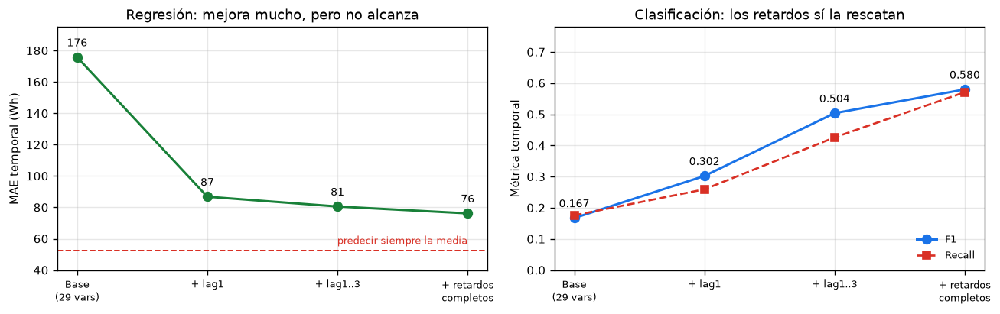 Regresión: mejora mucho, pero no alcanza
MAE temporal (Wh)
180
160
140
120
100
80
60
40
176
87
81
76
predecir siempre la media
Base
(29 vars)
+ lag1
+ lag1..3
+ retardos
completos
Clasificación: los retardos sí la rescatan
Métrica temporal
0.7
0.6
0.5
0.4
0.3
0.2
0.1
0.0
0.167
0.302
0.504
0.580
F1
Recall
Base
(29 vars)
+ lag1
+ lag1..3
+ retardos
completos